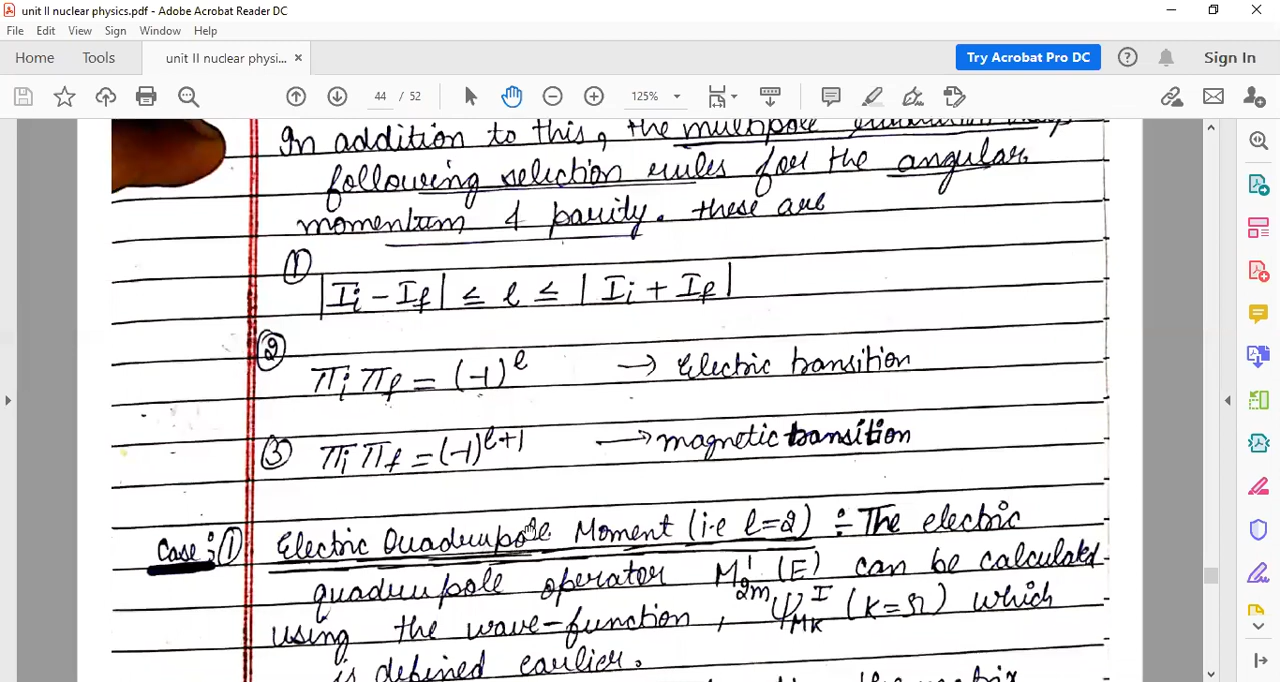 unit II nuclear physics.pdf - Adobe Acrobat Reader DC
File Edit View Sign Window Help
Home Tools unit II nuclear physi... × Try Acrobat Pro DC Sign In
44 / 52 125%
In addition to this, the multipole
following selection rules for the angular
momentum & parity. these are
① |Ii - If| ≤ l ≤ |Ii + If|
② πi πf = (-1)^l → Electric transition
③ πi πf = (-1)^l+1 → magnetic transition
Case:① Electric Quadrupole Moment (i.e l=2) ÷ The electric
quadrupole operator M'2m (E) can be calculated
using the wave-function, Ψ^I MK (K=Ω) which
is defined earlier.